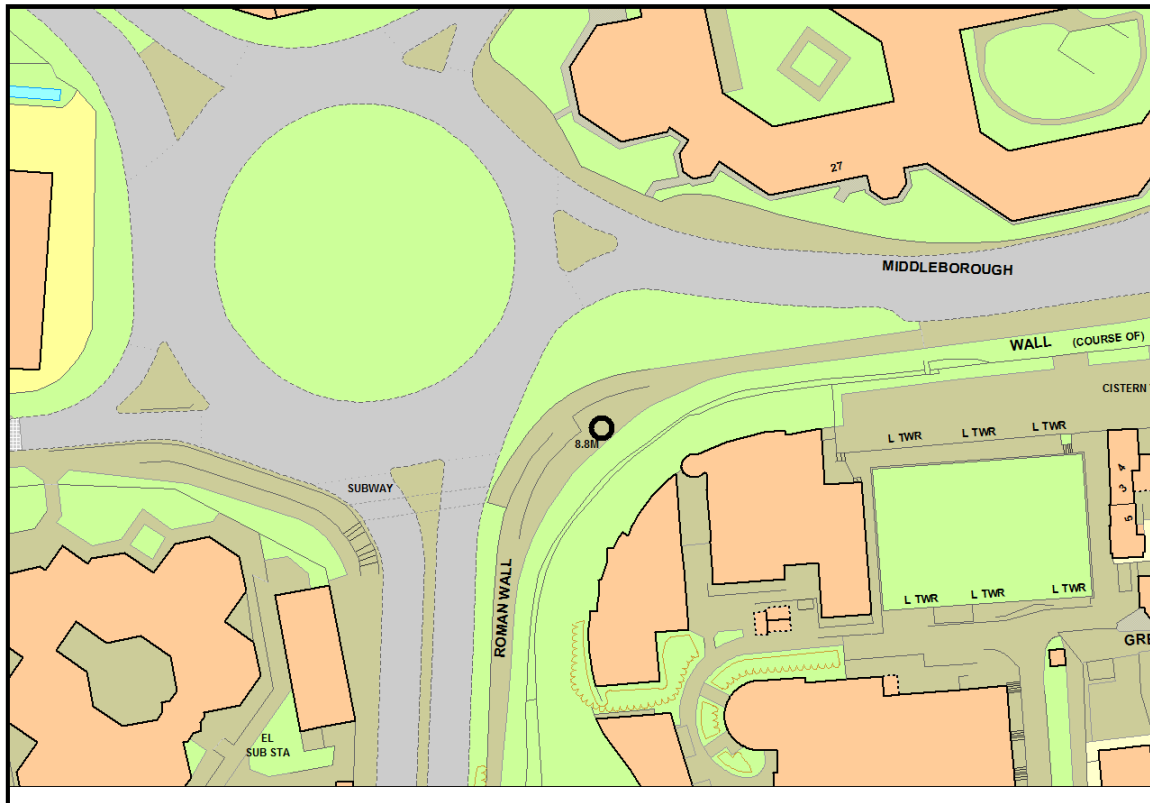 27
MIDDLEBOROUGH
WALL (COURSE OF)
CISTERN
L TWR L TWR L TWR
8.8M
SUBWAY
4
3
5
ROMAN WALL
L TWR L TWR L TWR
GRE
EL
SUB STA